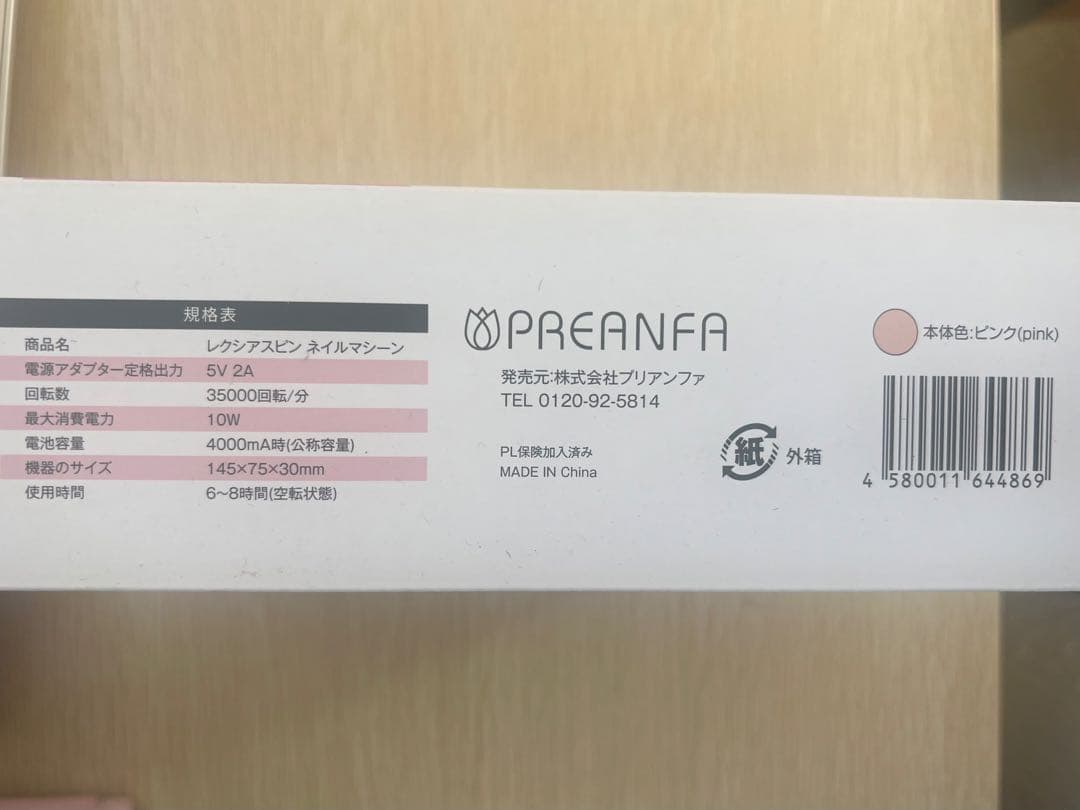 規格表
商品名 レクシアスピン ネイルマシーン
電源アダプター定格出力 5V 2A
回転数 35000回転/分
最大消費電力 10W
電池容量 4000mA時(公称容量)
機器のサイズ 145×75×30mm
使用時間 6〜8時間(空転状態)
PREANFA
発売元:株式会社プリアンファ
TEL 0120-92-5814
PL保険加入済み
MADE IN China
紙 外箱
本体色:ピンク(pink)
4 580011 644869